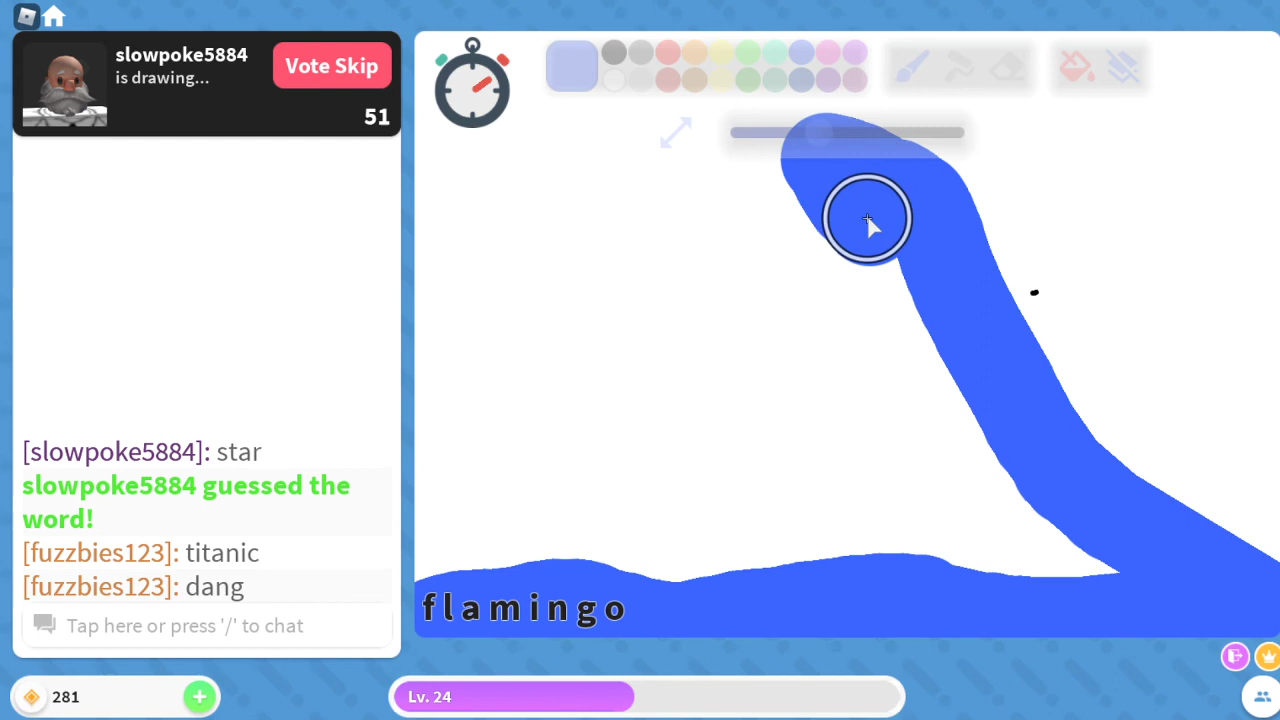 slowpoke5884
is drawing...
Vote Skip
51
[slowpoke5884]: star
slowpoke5884 guessed the
word!
[fuzzbies123]: titanic
[fuzzbies123]: dang
Tap here or press '/' to chat
flamingo
281
Lv. 24